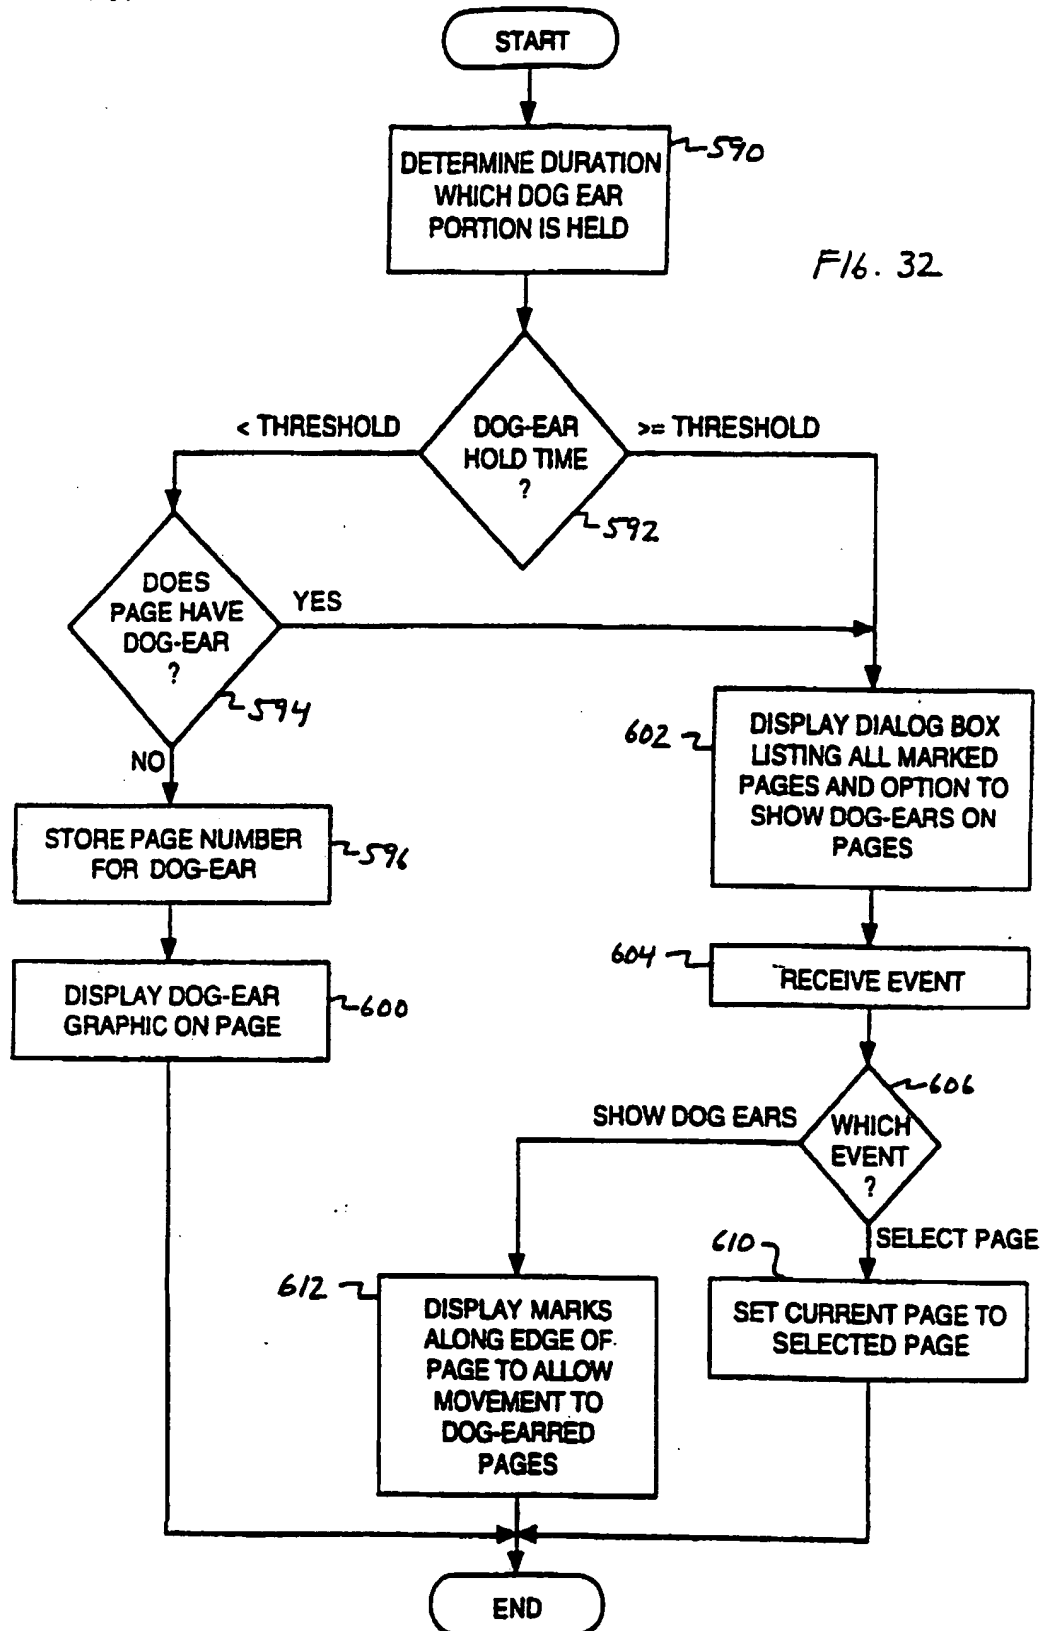 START
DETERMINE DURATION
WHICH DOG EAR
PORTION IS HELD
590
FIG. 32
DOG-EAR
HOLD TIME
?
592
< THRESHOLD
>= THRESHOLD
DOES
PAGE HAVE
DOG-EAR
?
594
YES
NO
STORE PAGE NUMBER
FOR DOG-EAR
596
DISPLAY DOG-EAR
GRAPHIC ON PAGE
600
602
DISPLAY DIALOG BOX
LISTING ALL MARKED
PAGES AND OPTION TO
SHOW DOG-EARS ON
PAGES
604
RECEIVE EVENT
606
WHICH
EVENT
?
SHOW DOG EARS
SELECT PAGE
610
SET CURRENT PAGE TO
SELECTED PAGE
612
DISPLAY MARKS
ALONG EDGE OF
PAGE TO ALLOW
MOVEMENT TO
DOG-EARRED
PAGES
END